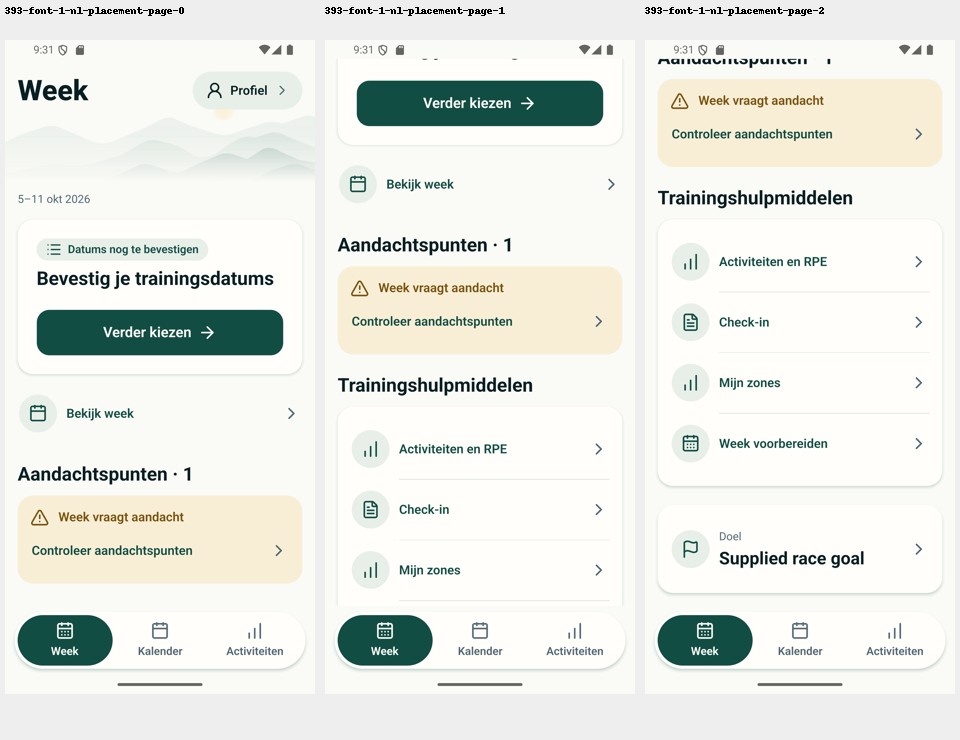 393-font-1-nl-placement-page-0
9:31
Week
Profiel
5–11 okt 2026
Datums nog te bevestigen
Bevestig je trainingsdatums
Verder kiezen
Bekijk week
Aandachtspunten · 1
Week vraagt aandacht
Controleer aandachtspunten
Week
Kalender
Activiteiten
393-font-1-nl-placement-page-1
9:31
Verder kiezen
Bekijk week
Aandachtspunten · 1
Week vraagt aandacht
Controleer aandachtspunten
Trainingshulpmiddelen
Activiteiten en RPE
Check-in
Mijn zones
Week
Kalender
Activiteiten
393-font-1-nl-placement-page-2
9:31
Aandachtspunten · 1
Week vraagt aandacht
Controleer aandachtspunten
Trainingshulpmiddelen
Activiteiten en RPE
Check-in
Mijn zones
Week voorbereiden
Doel
Supplied race goal
Week
Kalender
Activiteiten